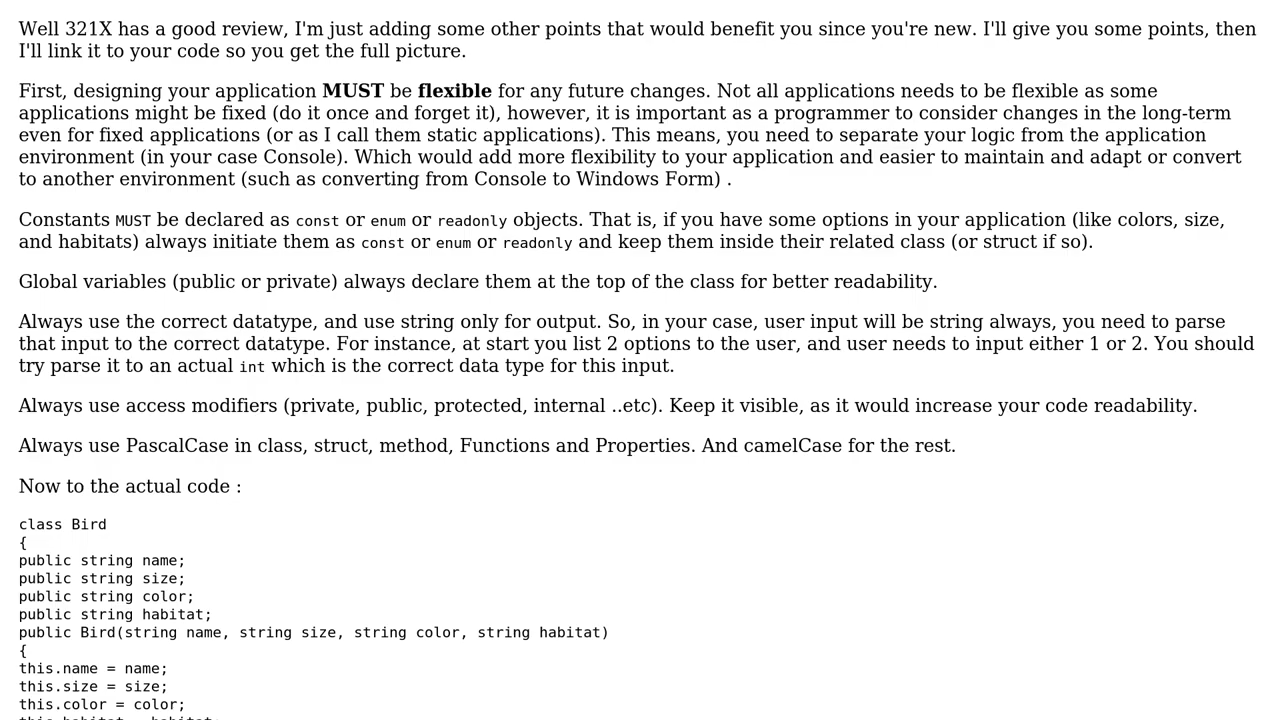 Well 321X has a good review, I'm just adding some other points that would benefit you since you're new. I'll give you some points, then
I'll link it to your code so you get the full picture.
First, designing your application MUST be flexible for any future changes. Not all applications needs to be flexible as some
applications might be fixed (do it once and forget it), however, it is important as a programmer to consider changes in the long-term
even for fixed applications (or as I call them static applications). This means, you need to separate your logic from the application
environment (in your case Console). Which would add more flexibility to your application and easier to maintain and adapt or convert
to another environment (such as converting from Console to Windows Form) .
Constants MUST be declared as const or enum or readonly objects. That is, if you have some options in your application (like colors, size,
and habitats) always initiate them as const or enum or readonly and keep them inside their related class (or struct if so).
Global variables (public or private) always declare them at the top of the class for better readability.
Always use the correct datatype, and use string only for output. So, in your case, user input will be string always, you need to parse
that input to the correct datatype. For instance, at start you list 2 options to the user, and user needs to input either 1 or 2. You should
try parse it to an actual int which is the correct data type for this input.
Always use access modifiers (private, public, protected, internal ..etc). Keep it visible, as it would increase your code readability.
Always use PascalCase in class, struct, method, Functions and Properties. And camelCase for the rest.
Now to the actual code :
class Bird
{
public string name;
public string size;
public string color;
public string habitat;
public Bird(string name, string size, string color, string habitat)
{
this.name = name;
this.size = size;
this.color = color;